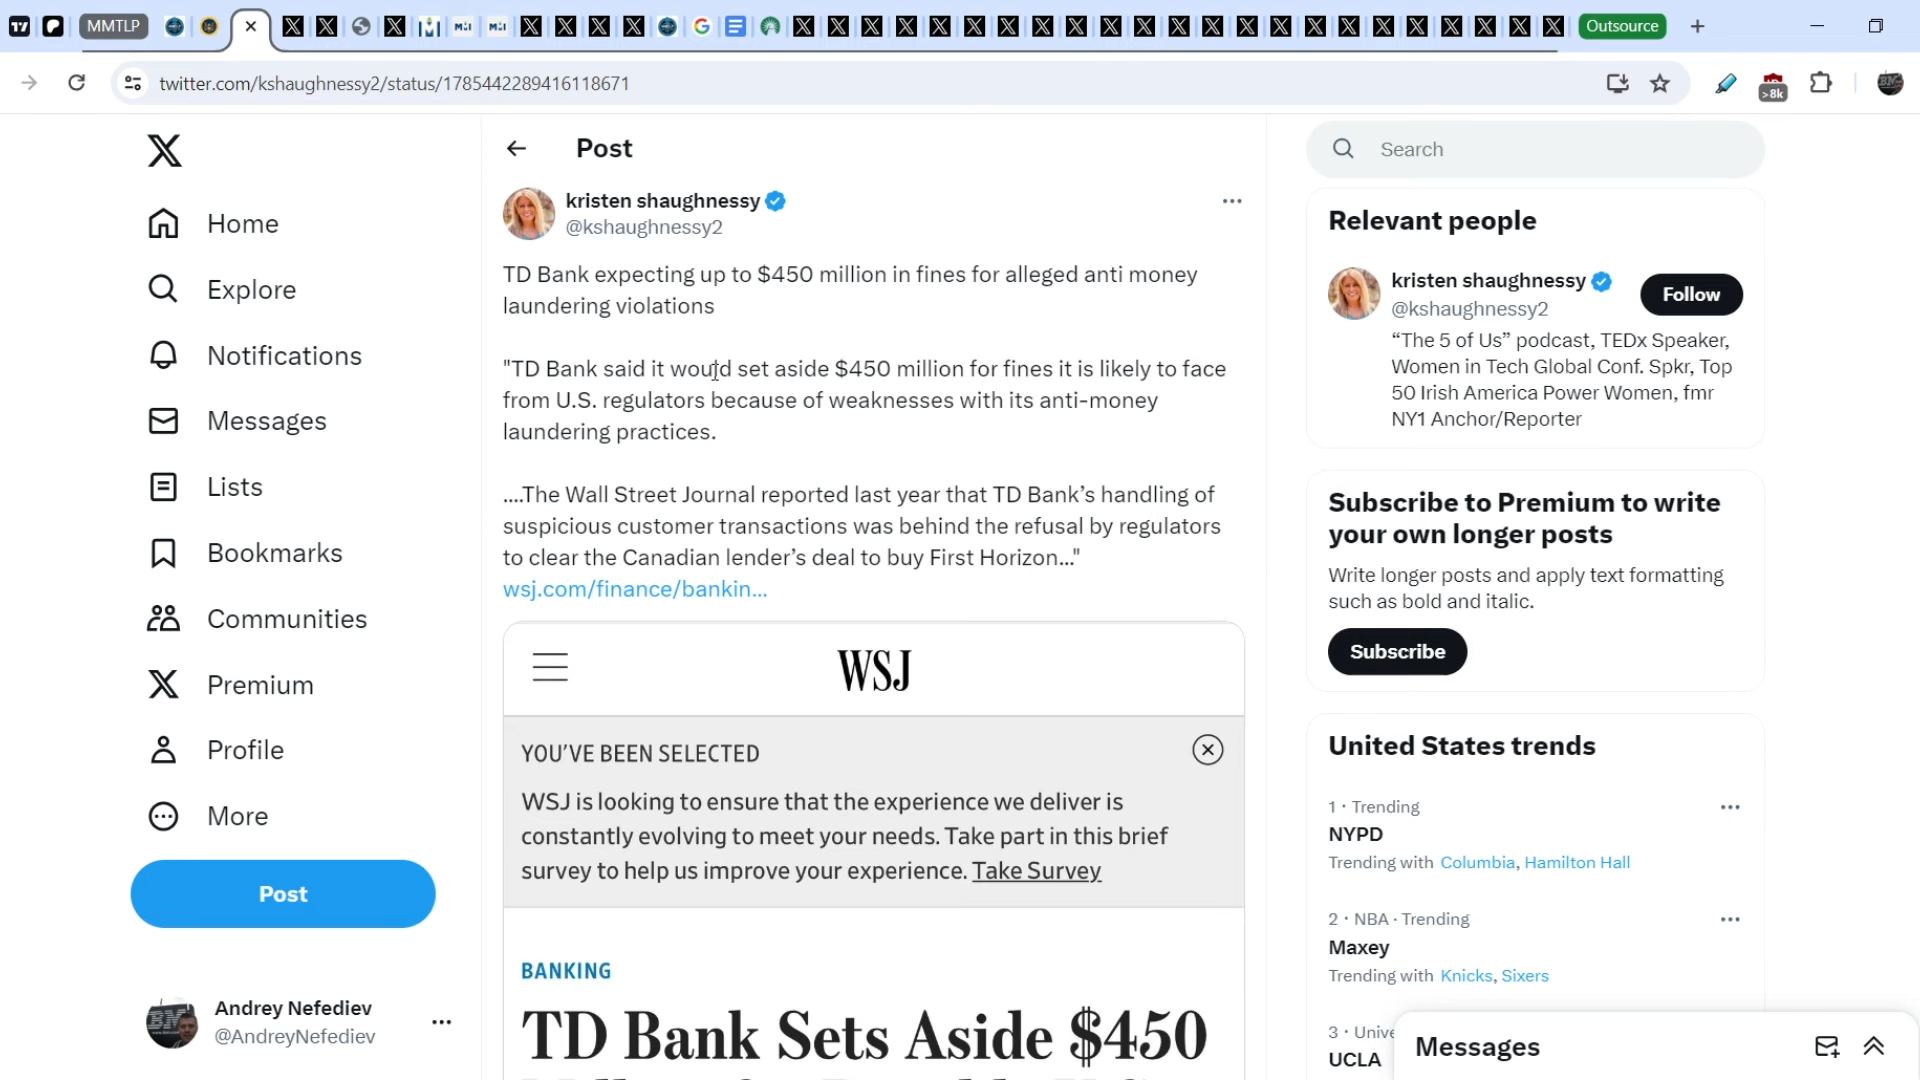 MMTLP
Outsource
twitter.com/kshaughnessy2/status/1785442289416118671
>8k
Home
Explore
Notifications
Messages
Lists
Bookmarks
Communities
Premium
Profile
More
Post
Andrey Nefediev
@AndreyNefediev
Post
kristen shaughnessy
@kshaughnessy2
TD Bank expecting up to $450 million in fines for alleged anti money
laundering violations
"TD Bank said it would set aside $450 million for fines it is likely to face
from U.S. regulators because of weaknesses with its anti-money
laundering practices.
....The Wall Street Journal reported last year that TD Bank’s handling of
suspicious customer transactions was behind the refusal by regulators
to clear the Canadian lender’s deal to buy First Horizon..."
wsj.com/finance/bankin...
WSJ
YOU’VE BEEN SELECTED
WSJ is looking to ensure that the experience we deliver is
constantly evolving to meet your needs. Take part in this brief
survey to help us improve your experience. Take Survey
BANKING
TD Bank Sets Aside $450
Search
Relevant people
kristen shaughnessy
@kshaughnessy2
Follow
“The 5 of Us” podcast, TEDx Speaker,
Women in Tech Global Conf. Spkr, Top
50 Irish America Power Women, fmr
NY1 Anchor/Reporter
Subscribe to Premium to write
your own longer posts
Write longer posts and apply text formatting
such as bold and italic.
Subscribe
United States trends
1 · Trending
NYPD
Trending with Columbia, Hamilton Hall
2 · NBA · Trending
Maxey
Trending with Knicks, Sixers
3 · Unive
UCLA
Messages